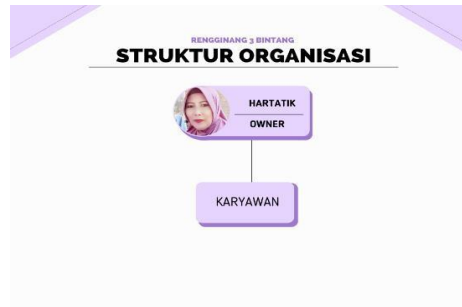 RENGGINANG 3 BINTANG
STRUKTUR ORGANISASI
HARTATIK
OWNER
KARYAWAN